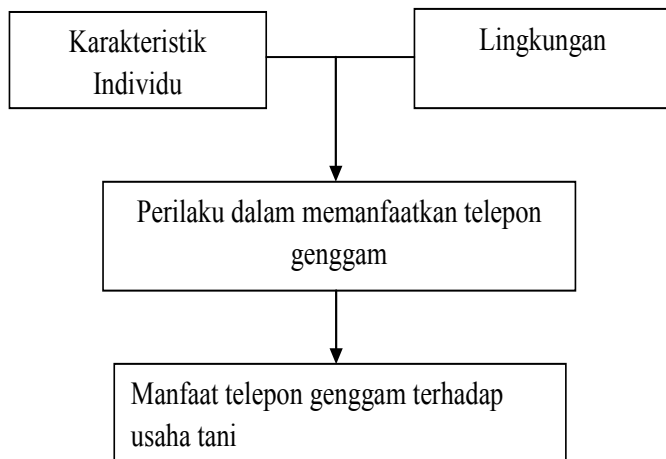 Karakteristik
Individu
Lingkungan
Perilaku dalam memanfaatkan telepon
genggam
Manfaat telepon genggam terhadap
usaha tani